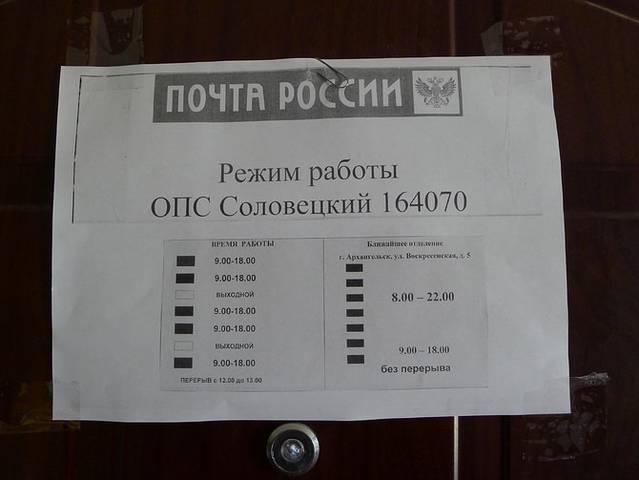 ПОЧТА РОССИИ
Режим работы
ОПС Соловецкий 164070
ВРЕМЯ РАБОТЫ
9.00-18.00
9.00-18.00
ВЫХОДНОЙ
9.00-18.00
9.00-18.00
ВЫХОДНОЙ
9.00-18.00
ПЕРЕРЫВ с 12.00 до 13.00
Ближайшее отделение
г. Архангельск, ул. Воскресенская, д. 5
8.00 – 22.00
9.00 – 18.00
без перерыва